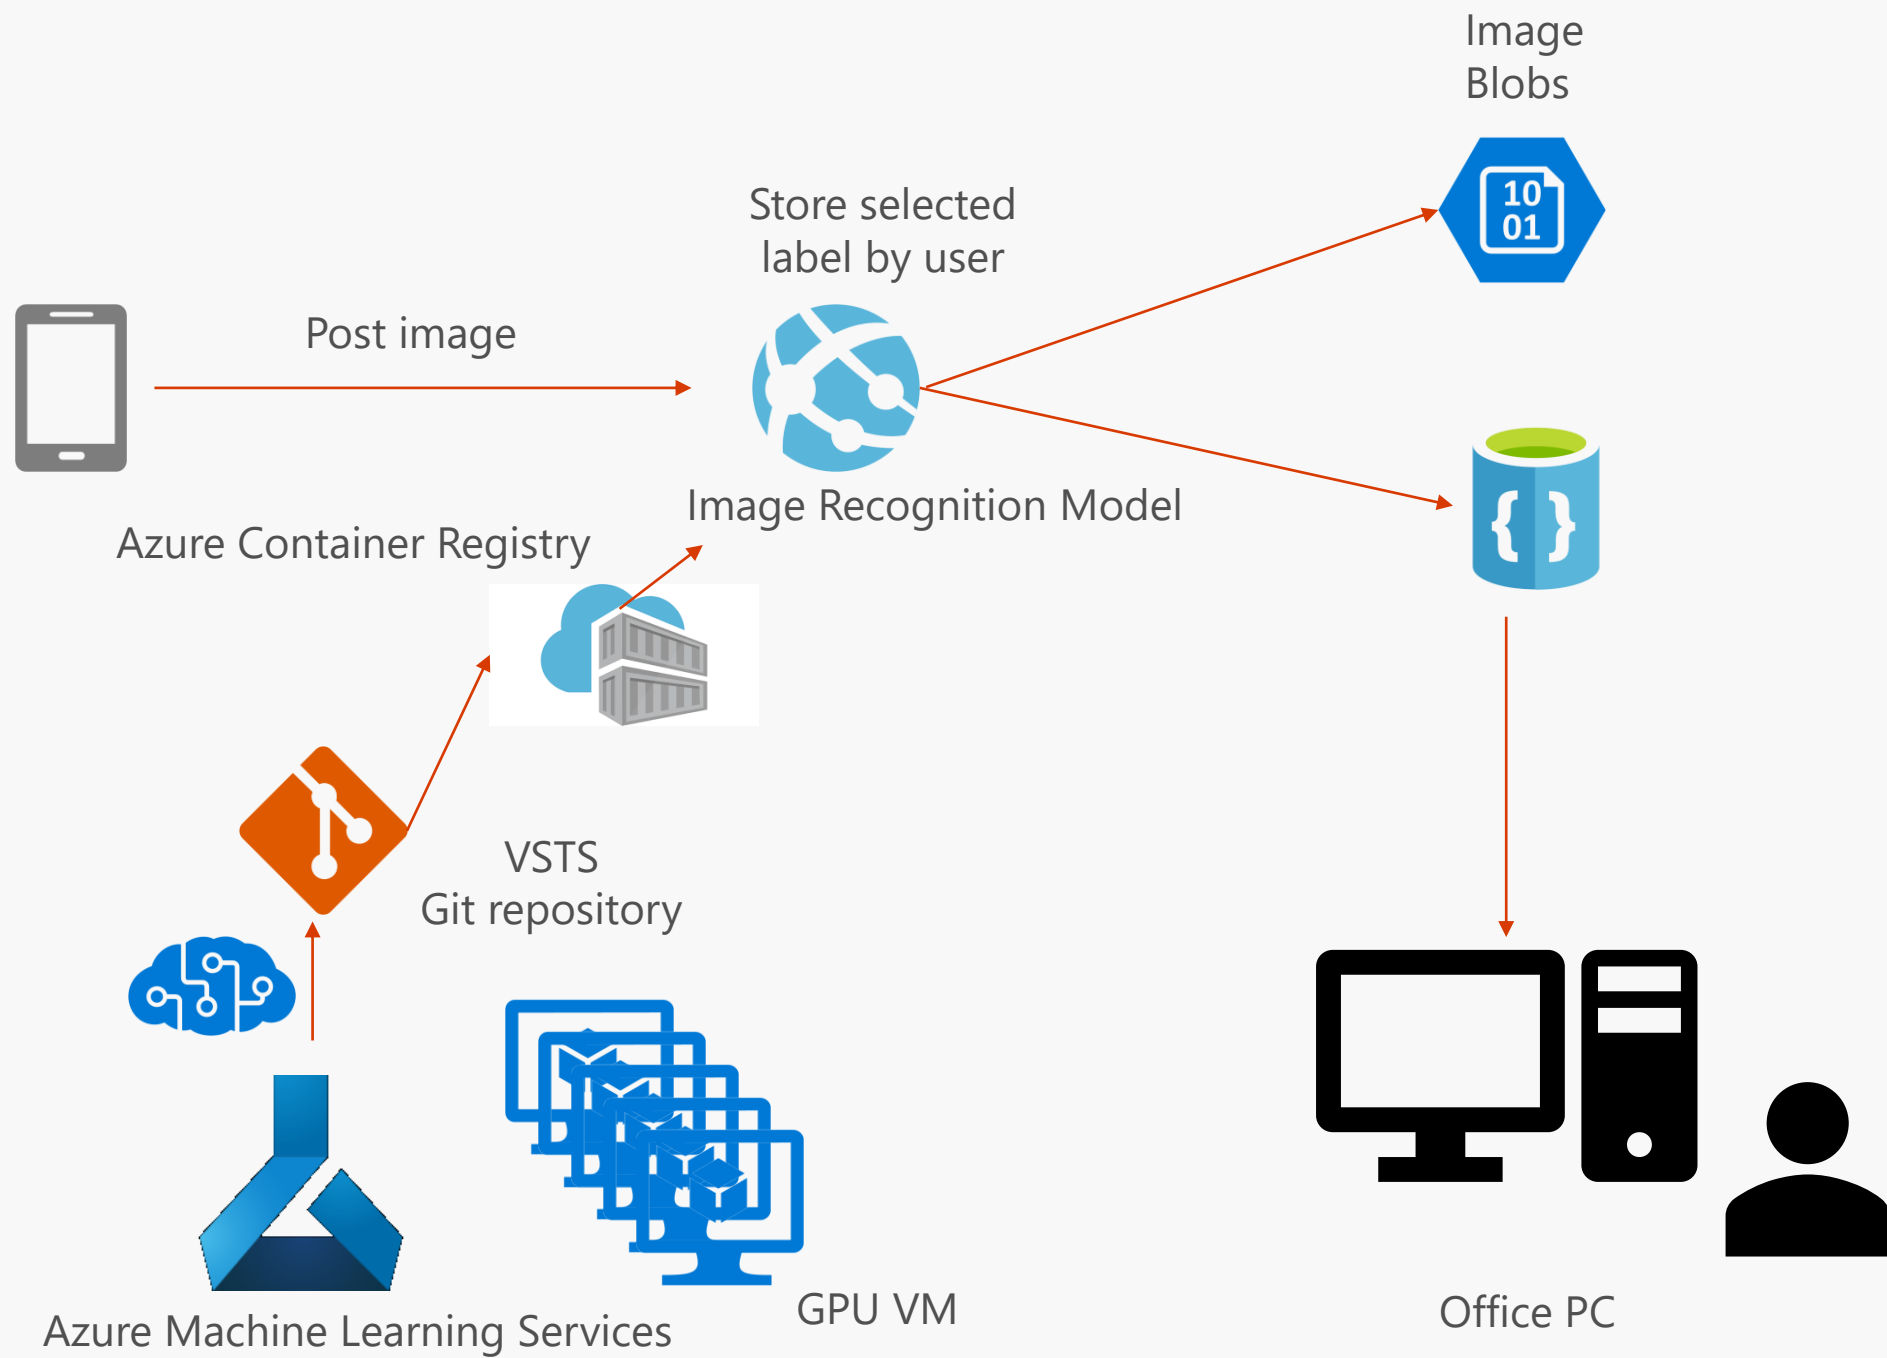 Image
Blobs
10
01
Store selected
label by user
Post image
Image Recognition Model
Azure Container Registry
{ }
VSTS
Git repository
GPU VM
Office PC
Azure Machine Learning Services